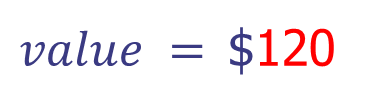 value = $120